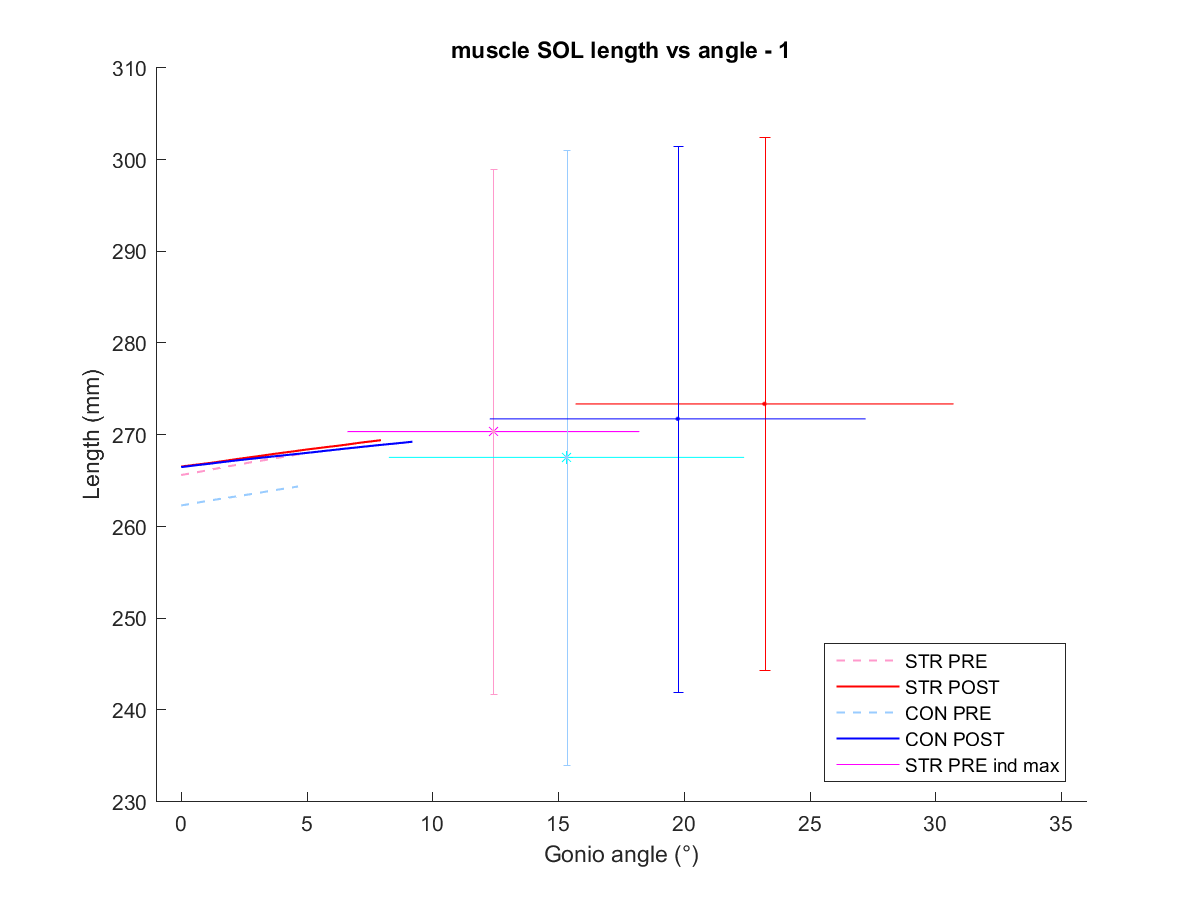 muscle SOL length vs angle - 1
310
300
290
280
270
260
250
240
230
Length (mm)
0 5 10 15 20 25 30 35
Gonio angle (°)
STR PRE
STR POST
CON PRE
CON POST
STR PRE ind max